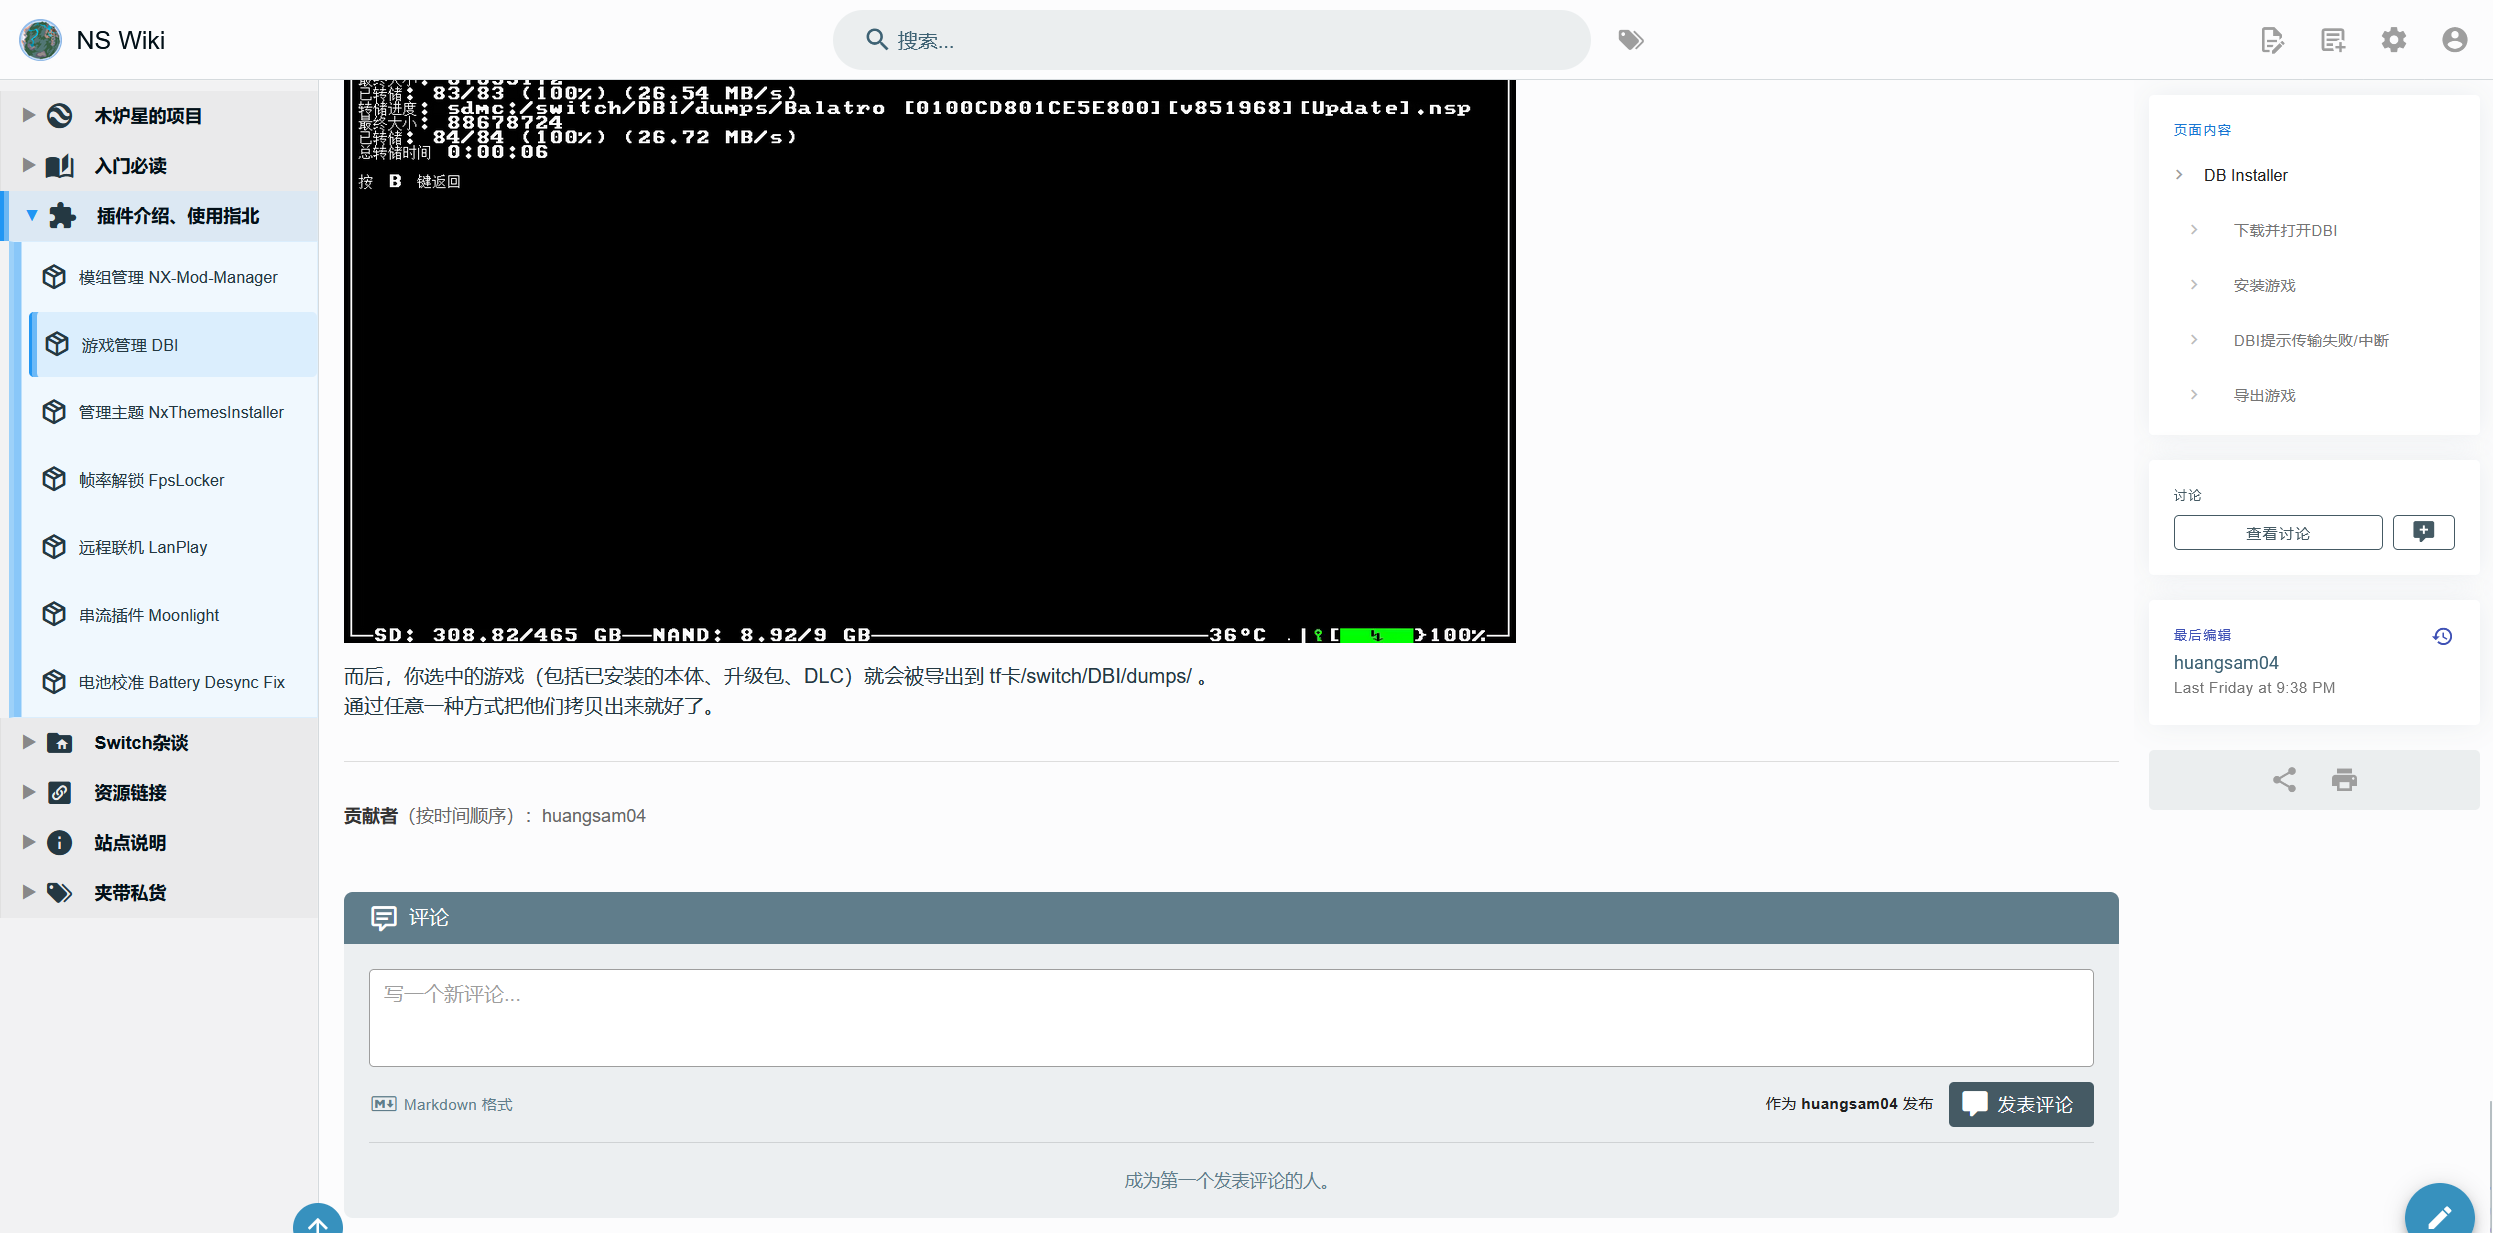 NS Wiki
搜索...
木炉星的项目
入门必读
插件介绍、使用指北
模组管理 NX-Mod-Manager
游戏管理 DBI
管理主题 NxThemesInstaller
帧率解锁 FpsLocker
远程联机 LanPlay
串流插件 Moonlight
电池校准 Battery Desync Fix
Switch杂谈
资源链接
站点说明
夹带私货
已转储: 83/83 (100%) (26.54 MB/s)
转储进度: sdmc:/switch/DBI/dumps/Balatro [0100CD801CE5E800][v851968][Update].nsp
最终大小: 88678724
已转储: 84/84 (100%) (26.72 MB/s)
总转储时间 0:00:06
按 B 键返回
SD: 308.82/465 GB NAND: 8.92/9 GB 36°C 100%
而后，你选中的游戏（包括已安装的本体、升级包、DLC）就会被导出到 tf卡/switch/DBI/dumps/ 。
通过任意一种方式把他们拷贝出来就好了。
贡献者（按时间顺序）：huangsam04
评论
写一个新评论...
Markdown 格式
作为 huangsam04 发布
发表评论
成为第一个发表评论的人。
页面内容
DB Installer
下载并打开DBI
安装游戏
DBI提示传输失败/中断
导出游戏
讨论
查看讨论
最后编辑
huangsam04
Last Friday at 9:38 PM